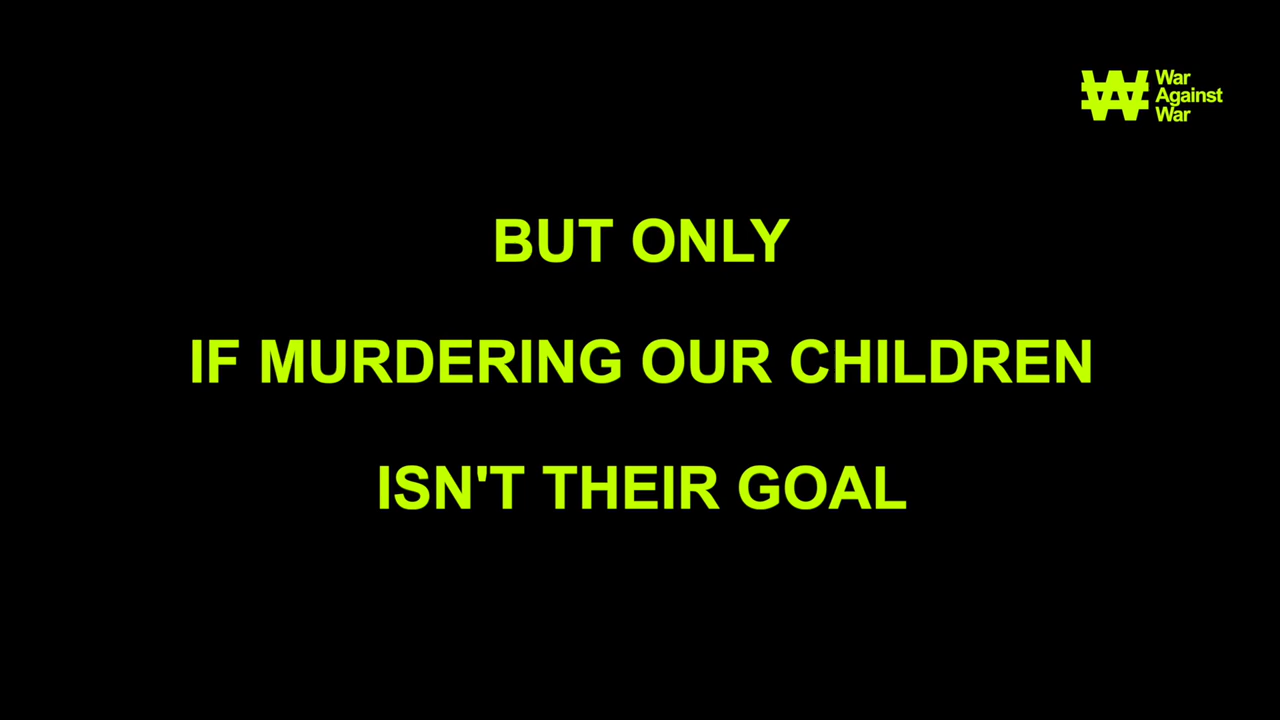 War
Against
War
BUT ONLY
IF MURDERING OUR CHILDREN
ISN'T THEIR GOAL